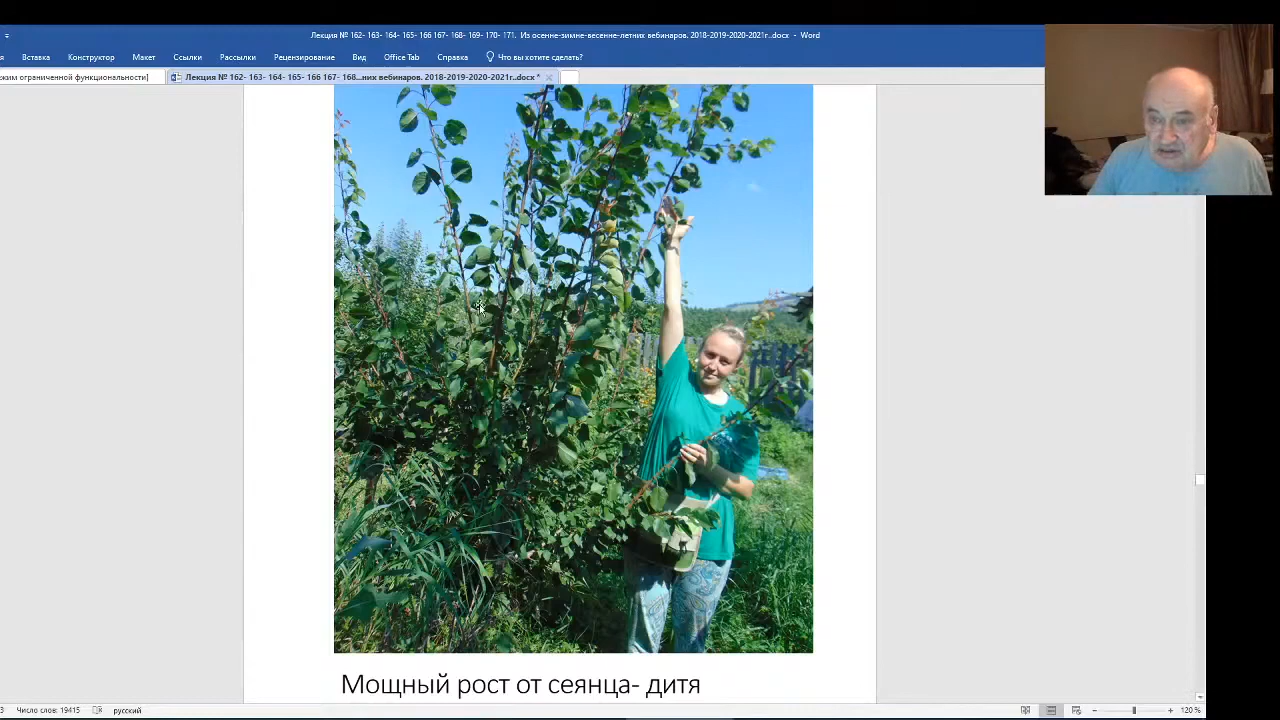 Лекция № 162- 163- 164- 165- 166 167- 168- 169- 170- 171. Из осенне-зимне-весенне-летних вебинаров. 2018-2019-2020-2021г..docx - Word
Вставка Конструктор Макет Ссылки Рассылки Рецензирование Вид Office Tab Справка Что вы хотите сделать?
ограниченной функциональности] Лекция № 162- 163- 164- 165- 166 167- 168...них вебинаров. 2018-2019-2020-2021г..docx *
Мощный рост от сеянца- дитя
3 Число слов: 19415 русский 120 %